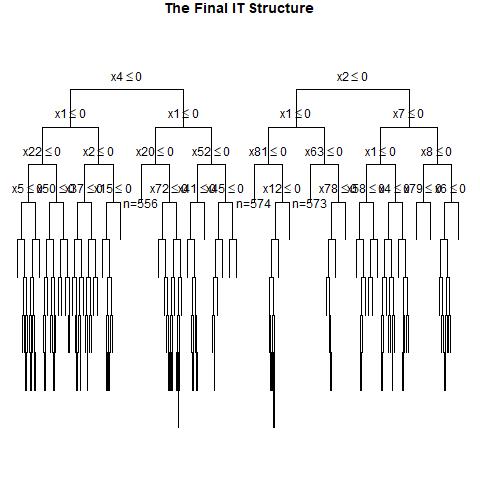 The Final IT Structure
x4 ≤ 0 x2 ≤ 0
x1 ≤ 0 x1 ≤ 0 x1 ≤ 0 x7 ≤ 0
x22 ≤ 0 x2 ≤ 0 x20 ≤ 0 x52 ≤ 0 x81 ≤ 0 x63 ≤ 0 x1 ≤ 0 x8 ≤ 0
x5 ≤ 0 x50 ≤ 0 x37 ≤ 0 x15 ≤ 0 x72 ≤ 0 x41 ≤ 0 x45 ≤ 0 x12 ≤ 0 x78 ≤ 0 x58 ≤ 0 x4 ≤ 0 x79 ≤ 0 x6 ≤ 0
n=556 n=574 n=573